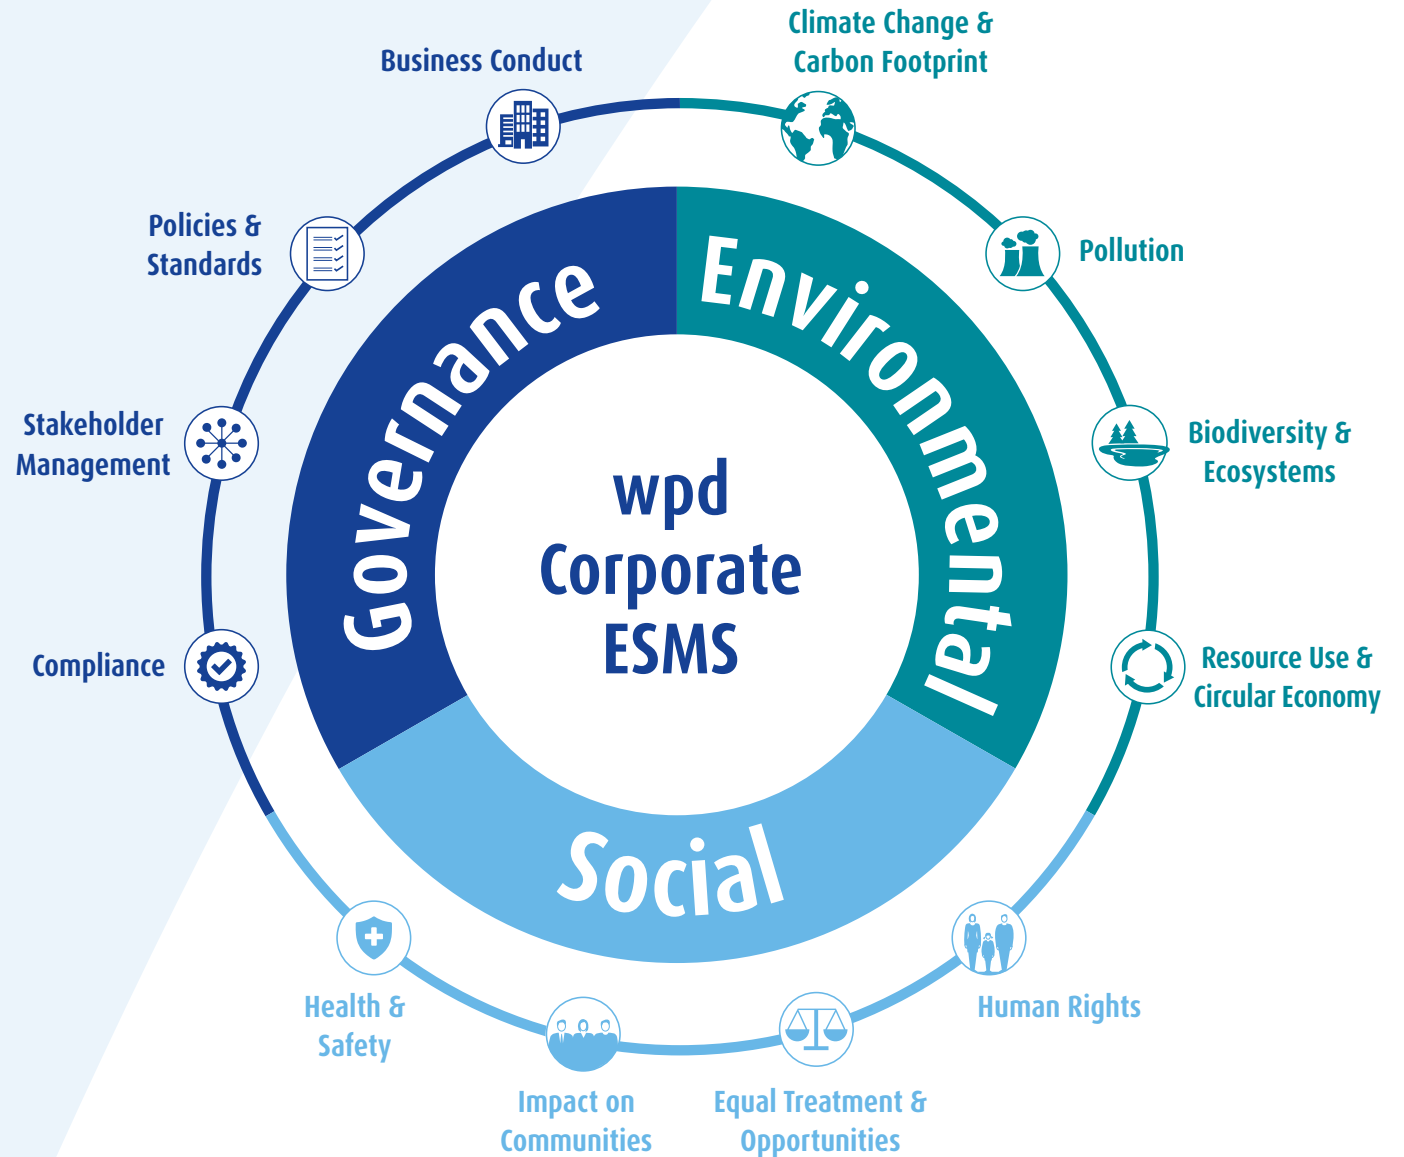 Climate Change &
Carbon Footprint
Business Conduct
Policies &
Standards
Pollution
Governance
Environmental
Stakeholder
Management
Biodiversity &
Ecosystems
wpd
Corporate
ESMS
Compliance
Resource Use &
Circular Economy
Social
Health &
Safety
Human Rights
Impact on
Communities
Equal Treatment &
Opportunities